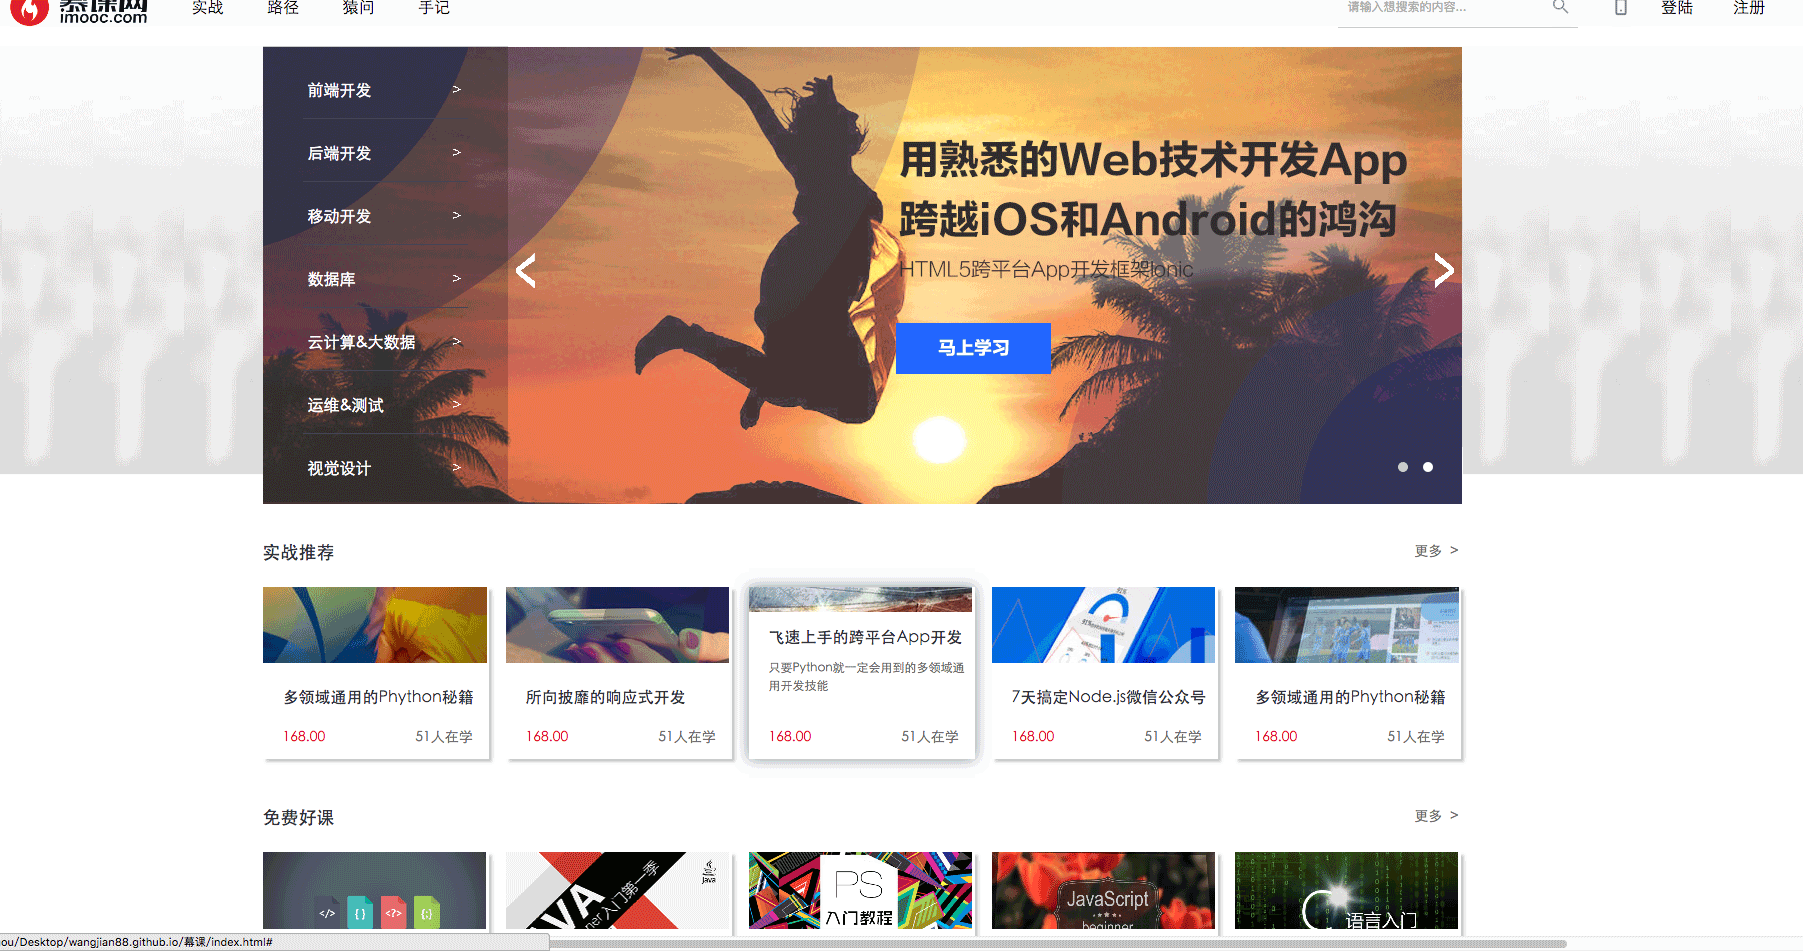 慕课网
imooc.com
实战 路径 猿问 手记
请输入想搜索的内容... 登陆 注册
前端开发 >
后端开发 >
移动开发 >
数据库 >
云计算&大数据 >
运维&测试 >
视觉设计 >
用熟悉的Web技术开发App
跨越iOS和Android的鸿沟
HTML5跨平台App开发框架Ionic
马上学习
实战推荐 更多 >
多领域通用的Phython秘籍
168.00 51人在学
所向披靡的响应式开发
168.00 51人在学
飞速上手的跨平台App开发
只要Python就一定会用到的多领域通
用开发技能
168.00 51人在学
7天搞定Node.js微信公众号
168.00 51人在学
多领域通用的Phython秘籍
168.00 51人在学
免费好课 更多 >
</> { } <?> {;}
AVA
ner入门第一季
Java
PS
入门教程
JavaScript
beginner
C语言入门
ou/Desktop/wangjian88.github.io/幕课/index.html#